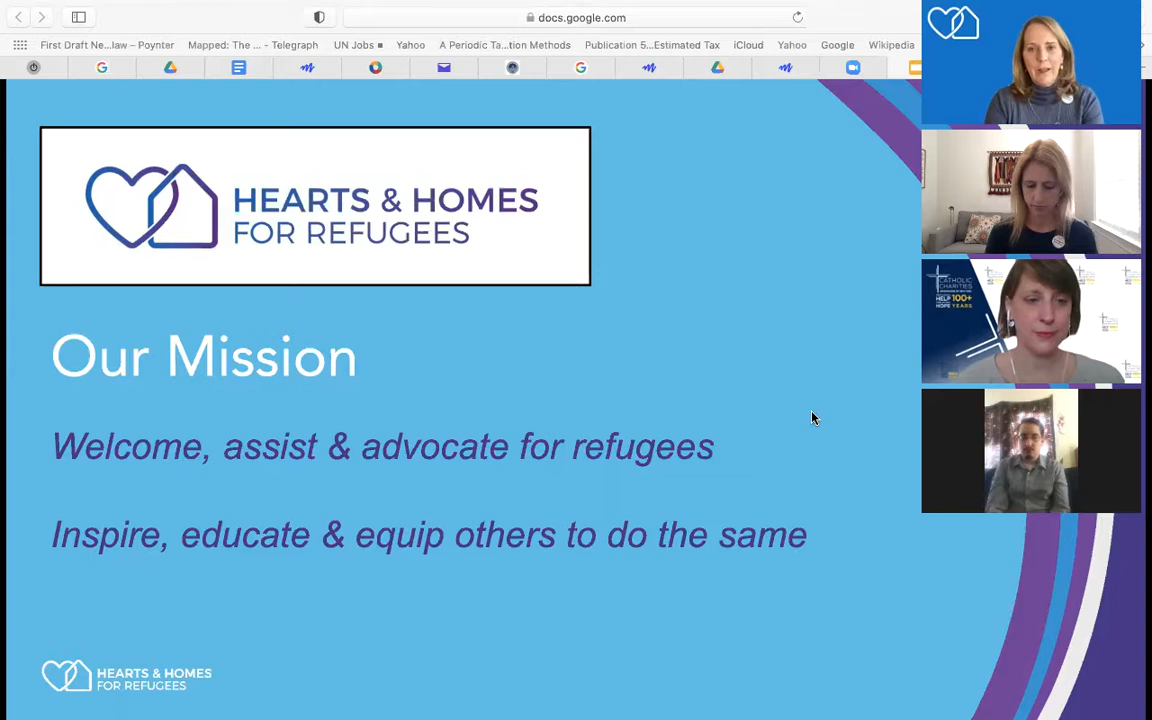 docs.google.com
First Draft Ne...law – Poynter
Mapped: The ... - Telegraph
UN Jobs
Yahoo
A Periodic Ta...tion Methods
Publication 5...Estimated Tax
iCloud
Yahoo
Google
Wikipedia
HEARTS & HOMES
FOR REFUGEES
Our Mission
Welcome, assist & advocate for refugees
Inspire, educate & equip others to do the same
HEARTS & HOMES
FOR REFUGEES
CATHOLIC
CHARITIES
HELP 100+
HOPE YEARS